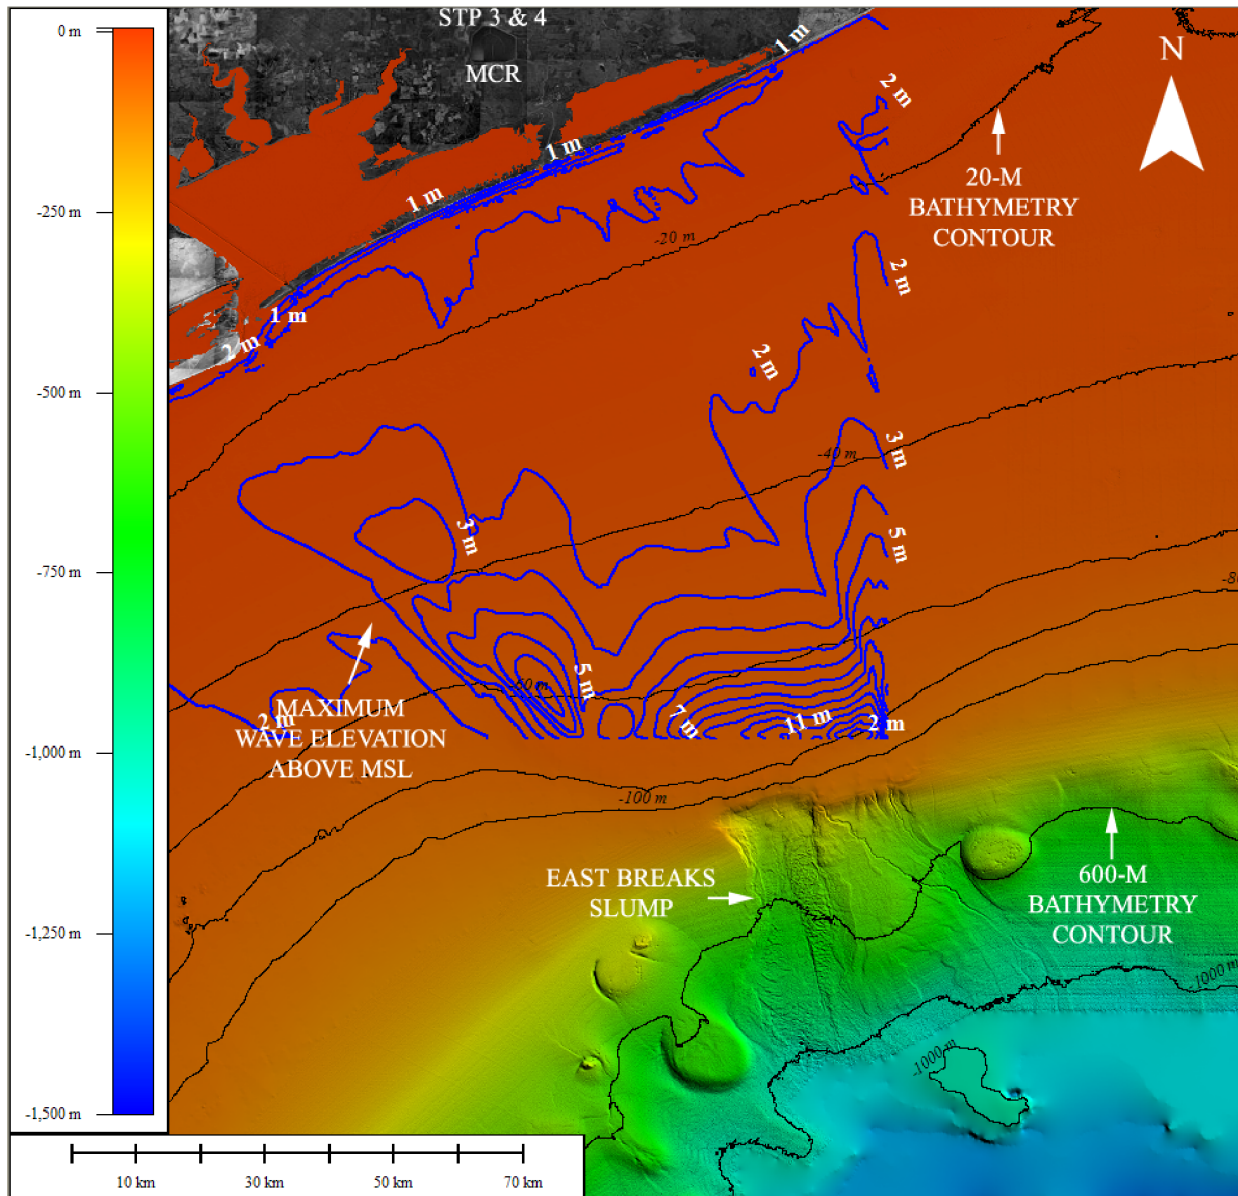 STP 3 & 4
MCR
N
0 m
-250 m
-500 m
-750 m
-1,000 m
-1,250 m
-1,500 m
1 m
1 m
1 m
1 m
2 m
2 m
2 m
2 m
3 m
3 m
5 m
5 m
7 m
11 m
2 m
2 m
20-M
BATHYMETRY
CONTOUR
-20 m
-40 m
-100 m
MAXIMUM
WAVE ELEVATION
ABOVE MSL
EAST BREAKS
SLUMP
600-M
BATHYMETRY
CONTOUR
-1000 m
-1000 m
10 km
30 km
50 km
70 km